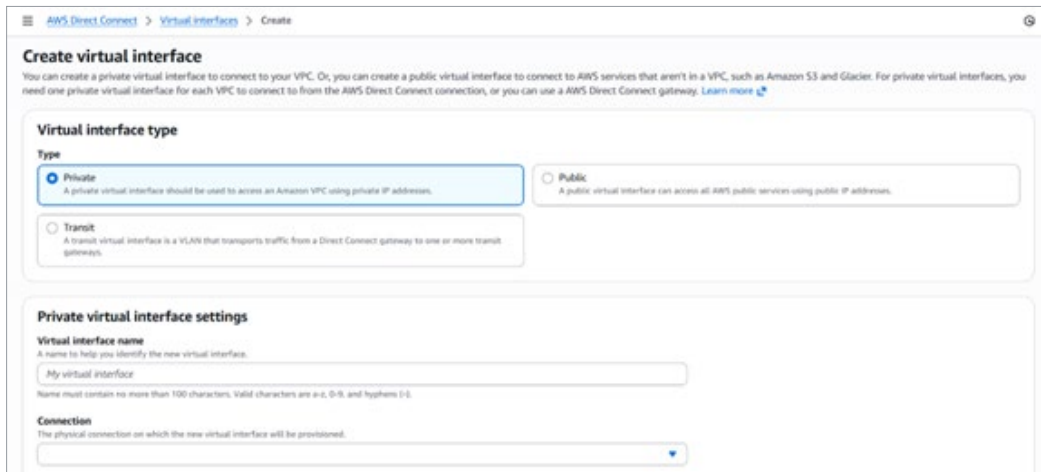 AWS Direct Connect > Virtual interfaces > Create
Create virtual interface
You can create a private virtual interface to connect to your VPC. Or, you can create a public virtual interface to connect to AWS services that aren't in a VPC, such as Amazon S3 and Glacier. For private virtual interfaces, you
need one private virtual interface for each VPC to connect to from the AWS Direct Connect connection, or you can use a AWS Direct Connect gateway. Learn more
Virtual interface type
Type
Private
A private virtual interface should be used to access an Amazon VPC using private IP addresses.
Public
A public virtual interface can access all AWS public services using public IP addresses.
Transit
A transit virtual interface is a VLAN that transports traffic from a Direct Connect gateway to one or more transit
gateways.
Private virtual interface settings
Virtual interface name
A name to help you identify the new virtual interface.
My virtual interface
Name must contain no more than 100 characters. Valid characters are a-z, 0-9, and hyphens (-).
Connection
The physical connection on which the new virtual interface will be provisioned.